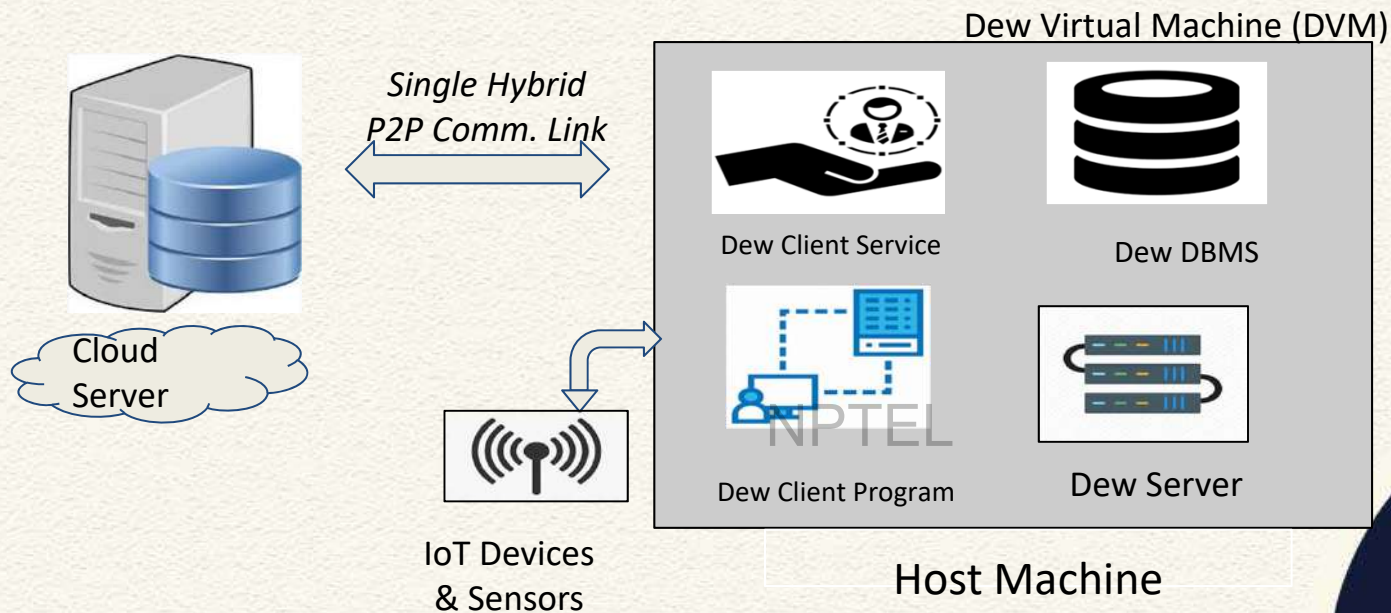 Dew Virtual Machine (DVM)
Single Hybrid
P2P Comm. Link
Dew Client Service
Dew DBMS
Cloud
Server
NPTEL
Dew Client Program
Dew Server
IoT Devices
& Sensors
Host Machine